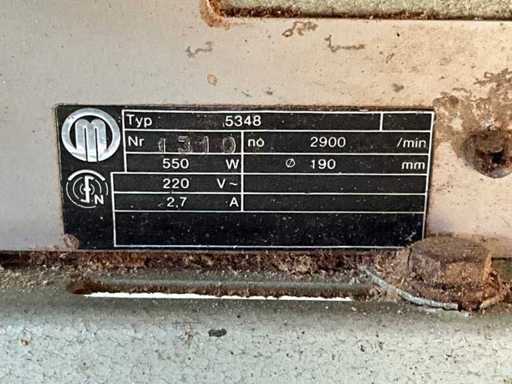 Typ 5348
Nr 1310 no 2900 /min
550 W Ø 190 mm
220 V~
2,7 A
M
N